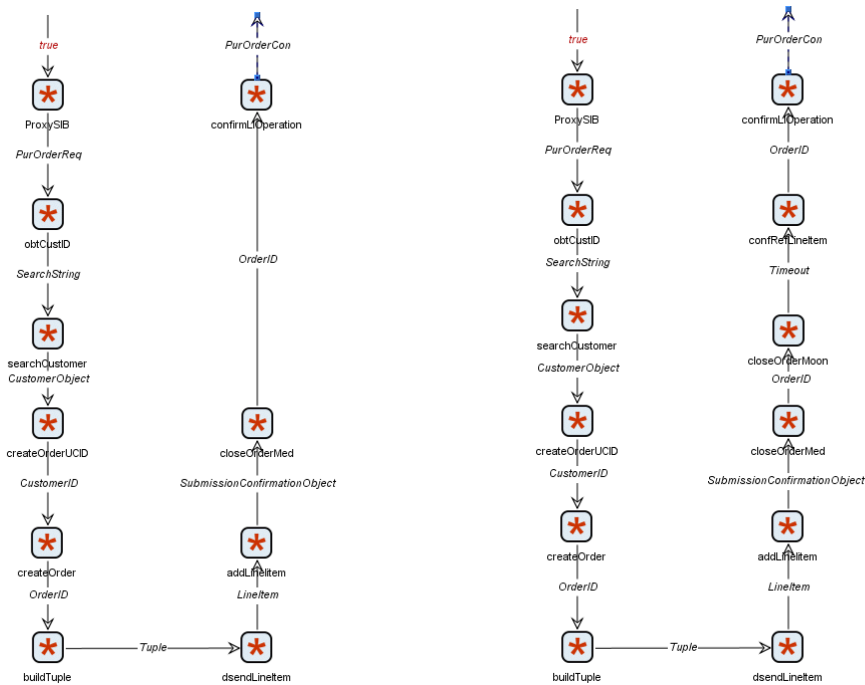 true
ProxySIB
PurOrderReq
obtCustID
SearchString
searchCustomer
CustomerObject
createOrderUCID
CustomerID
createOrder
OrderID
buildTuple
Tuple
dsendLineItem
LineItem
addLineItem
SubmissionConfirmationObject
closeOrderMed
OrderID
confirmLIOperation
PurOrderCon
true
ProxySIB
PurOrderReq
obtCustID
SearchString
searchCustomer
CustomerObject
createOrderUCID
CustomerID
createOrder
OrderID
buildTuple
Tuple
dsendLineItem
LineItem
addLineItem
SubmissionConfirmationObject
closeOrderMed
OrderID
closeOrderMoon
Timeout
confRefLineItem
OrderID
confirmLIOperation
PurOrderCon